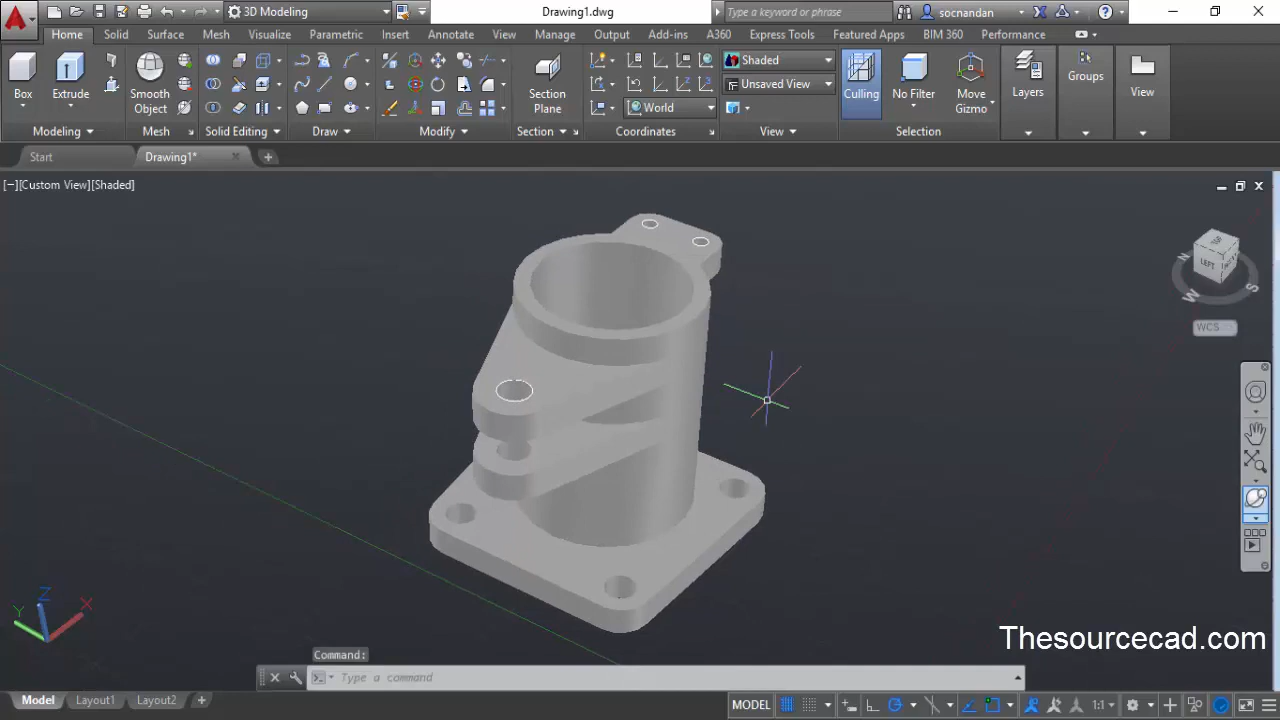 3D Modeling
Drawing1.dwg
Type a keyword or phrase
socnandan
Home Solid Surface Mesh Visualize Parametric Insert Annotate View Manage Output Add-ins A360 Express Tools Featured Apps BIM 360 Performance
Box
Extrude
Smooth
Object
Section
Plane
World
Shaded
Unsaved View
Culling
No Filter
Move
Gizmo
Layers
Groups
View
Modeling Mesh Solid Editing Draw Modify Section Coordinates View Selection
Start Drawing1*
[−][Custom View][Shaded]
LEFT
N
W
S
WCS
Z
Y
X
Thesourcecad.com
Command:
Type a command
Model Layout1 Layout2
MODEL
1:1